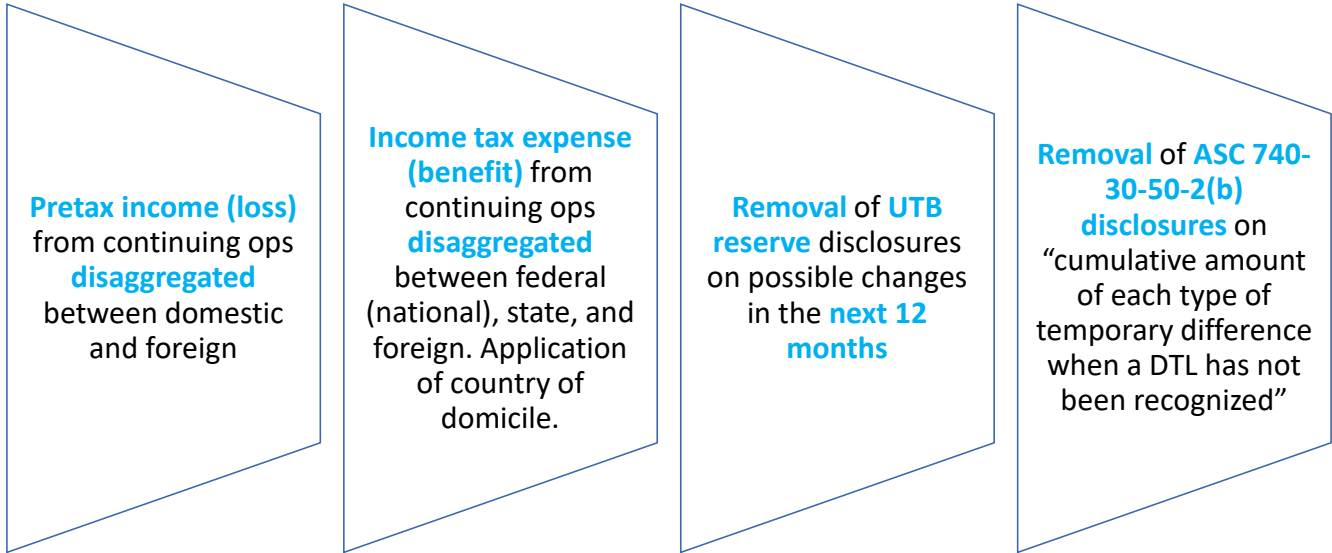 Pretax income (loss)
from continuing ops
disaggregated
between domestic
and foreign
Income tax expense
(benefit) from
continuing ops
disaggregated
between federal
(national), state, and
foreign. Application
of country of
domicile.
Removal of UTB
reserve disclosures
on possible changes
in the next 12
months
Removal of ASC 740-
30-50-2(b)
disclosures on
“cumulative amount
of each type of
temporary difference
when a DTL has not
been recognized”